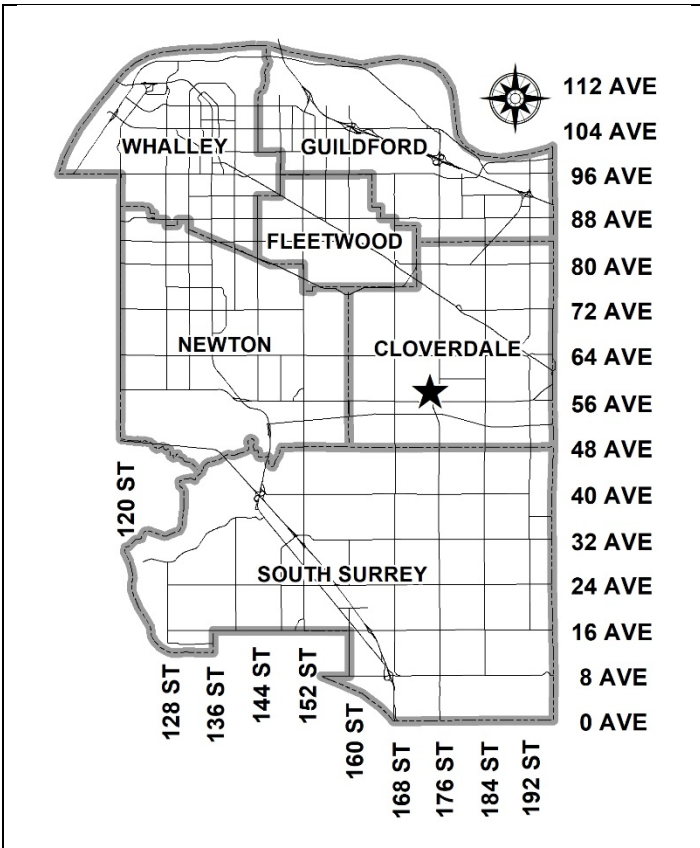 112 AVE
104 AVE
WHALLEY
GUILDFORD
96 AVE
88 AVE
FLEETWOOD
80 AVE
72 AVE
NEWTON
CLOVERDALE
64 AVE
56 AVE
48 AVE
120 ST
40 AVE
32 AVE
SOUTH SURREY
24 AVE
16 AVE
128 ST
136 ST
144 ST
152 ST
8 AVE
160 ST
0 AVE
168 ST
176 ST
184 ST
192 ST